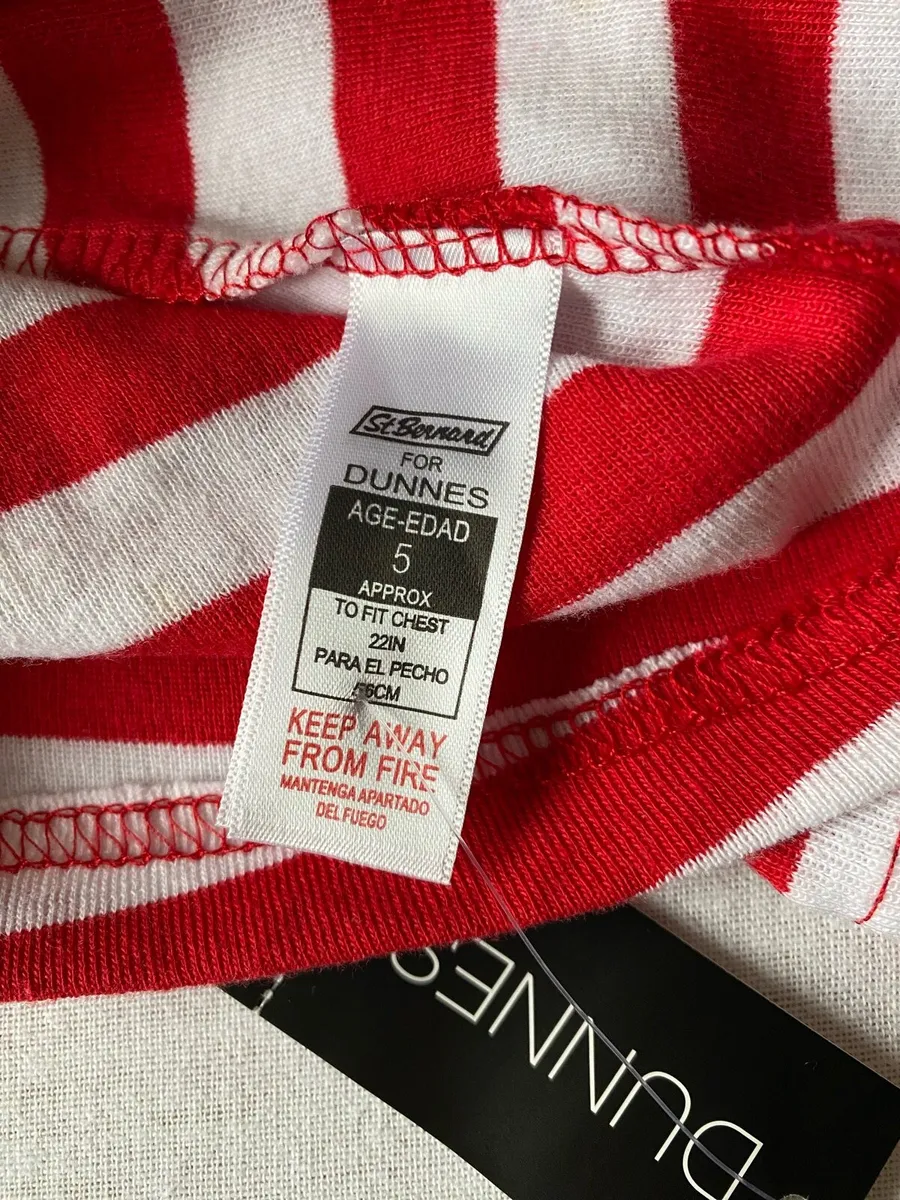 St. Bernard
FOR
DUNNES
AGE-EDAD
5
APPROX
TO FIT CHEST
22IN
PARA EL PECHO
56CM
KEEP AWAY
FROM FIRE
MANTENGA APARTADO
DEL FUEGO
DUNNES